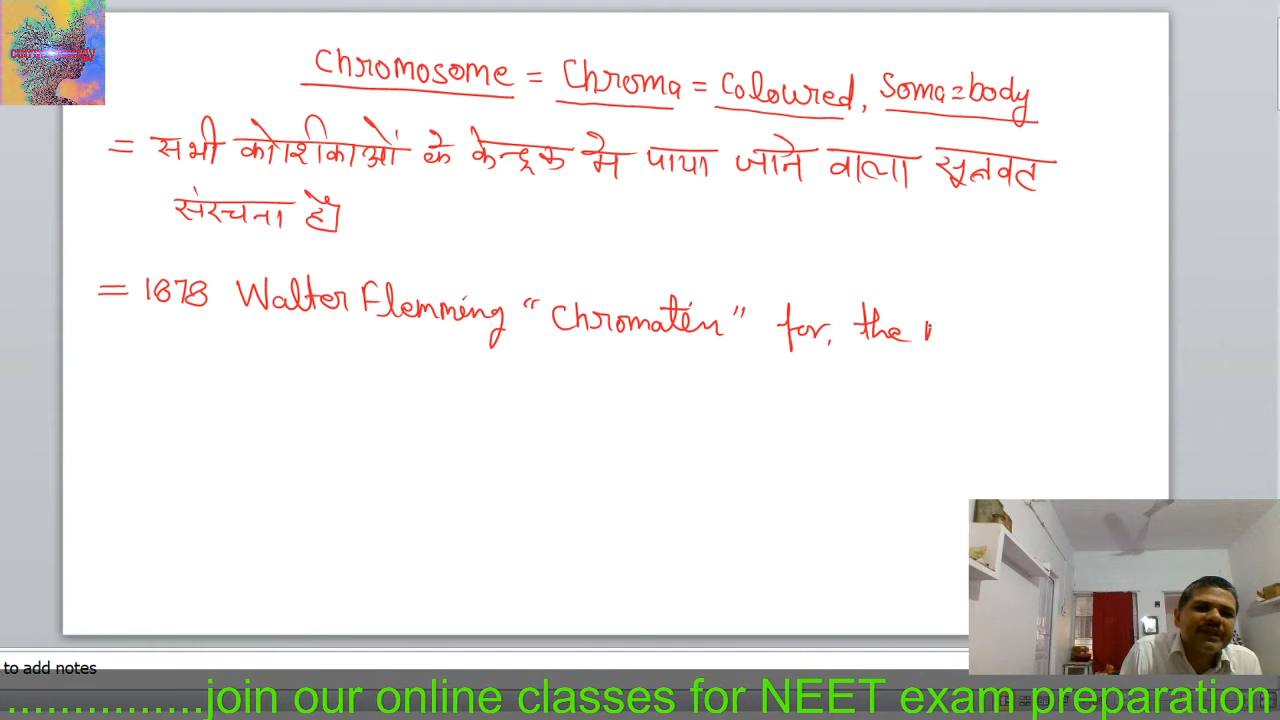 Chromosome = Chroma = Coloured, Soma = body
= सभी कोशीकाओं के केन्द्रक मे पाया जाने वाला सूत्रवत
संरचना है।
= 1878 Walter Flemming "Chromatin" for, the
to add notes
...............join our online classes for NEET exam preparation